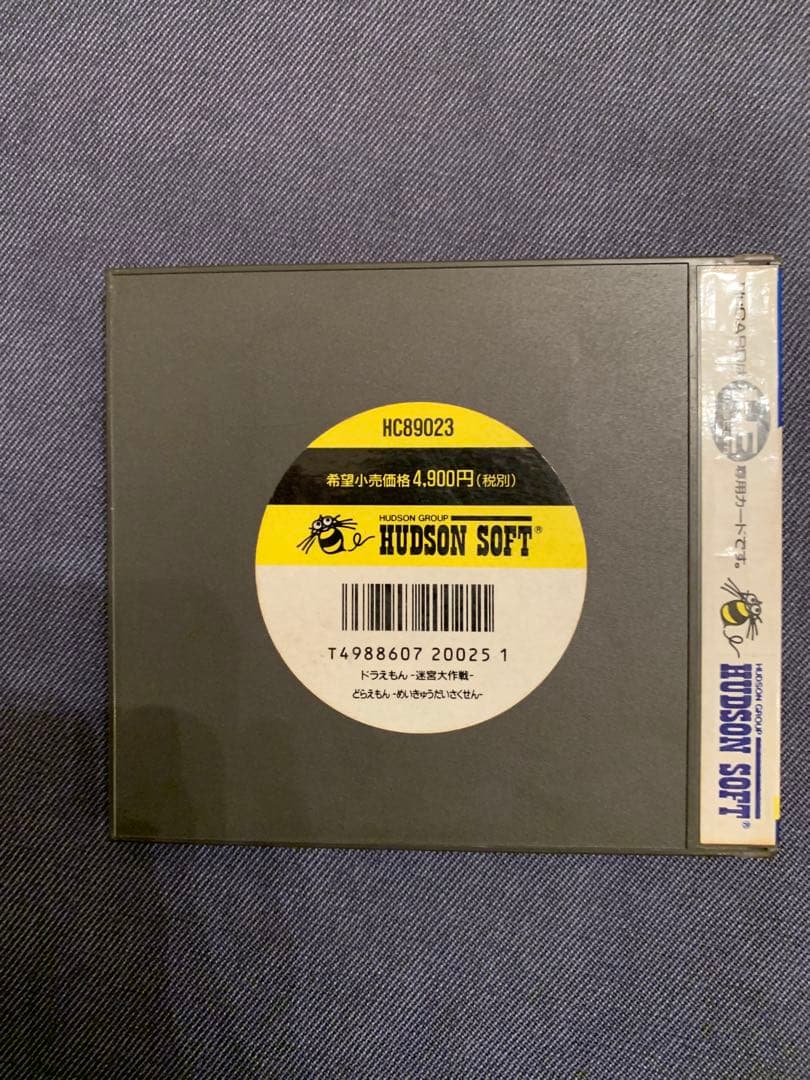 HC89023
希望小売価格4,900円(税別)
HUDSON GROUP
HUDSON SOFT®
T4988607 20025 1
ドラえもん -迷宮大作戦-
どらえもん -めいきゅうだいさくせん-
専用カードです。
HUDSON GROUP
HUDSON SOFT®